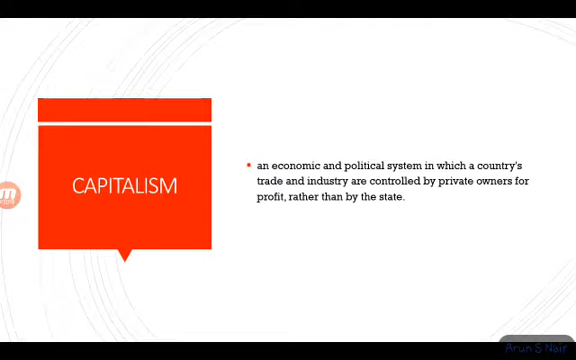 CAPITALISM
an economic and political system in which a country's
trade and industry are controlled by private owners for
profit, rather than by the state.
Arun S Nair